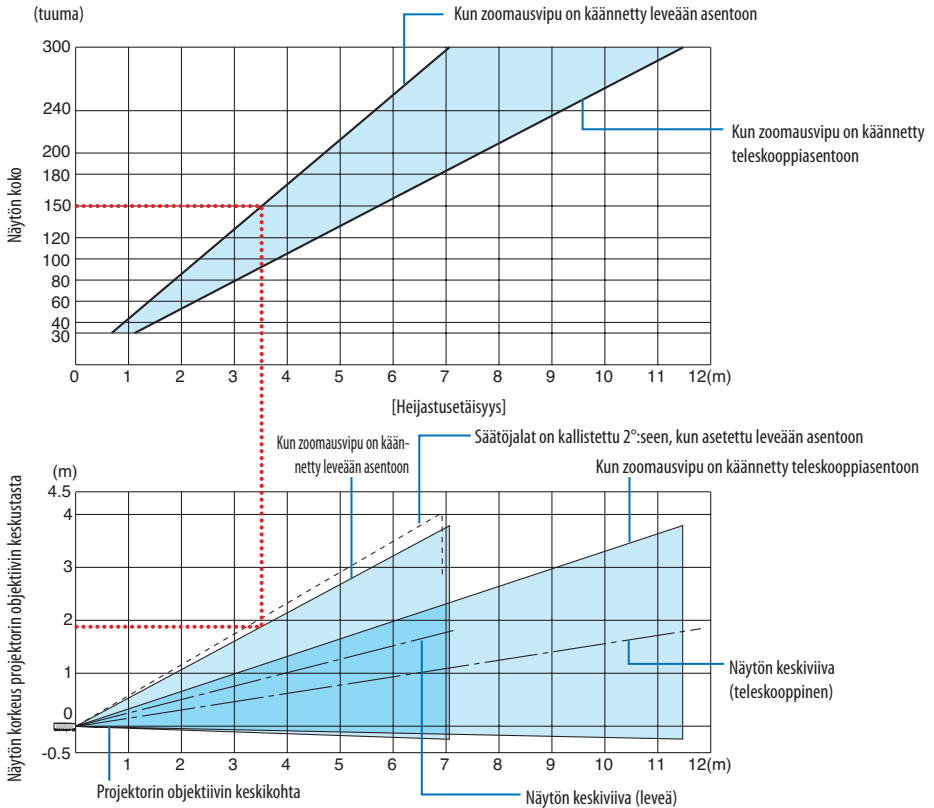 (tuuma)
Kun zoomausvipu on käännetty leveään asentoon
300
240
200
180
150
120
100
80
60
40
30
Näytön koko
Kun zoomausvipu on käännetty
teleskooppiasentoon
0 1 2 3 4 5 6 7 8 9 10 11 12(m)
[Heijastusetäisyys]
Kun zoomausvipu on kään-
netty leveään asentoon
Säätöjalat on kallistettu 2°:seen, kun asetettu leveään asentoon
Kun zoomausvipu on käännetty teleskooppiasentoon
(m)
4.5
4
3
2
1
0
-0.5
Näytön korkeus projektorin objektiivin keskustasta
Näytön keskiviiva
(teleskooppinen)
1 2 3 4 5 6 7 8 9 10 11 12(m)
Projektorin objektiivin keskikohta
Näytön keskiviiva (leveä)